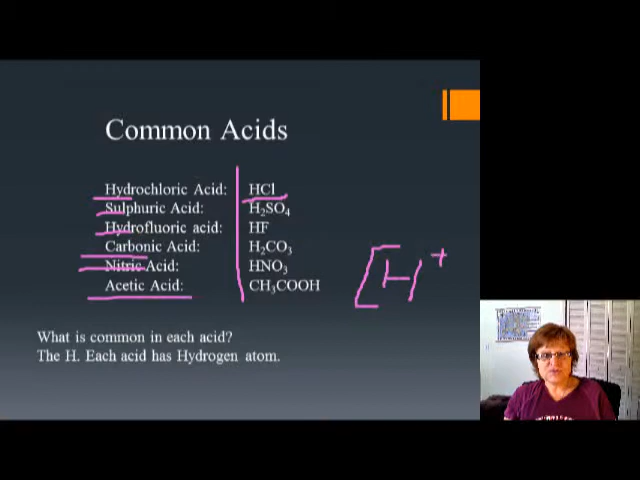 Common Acids
Hydrochloric Acid: HCl
Sulphuric Acid: H₂SO₄
Hydrofluoric acid: HF
Carbonic Acid: H₂CO₃
Nitric Acid: HNO₃
Acetic Acid: CH₃COOH
[H+
What is common in each acid?
The H. Each acid has Hydrogen atom.